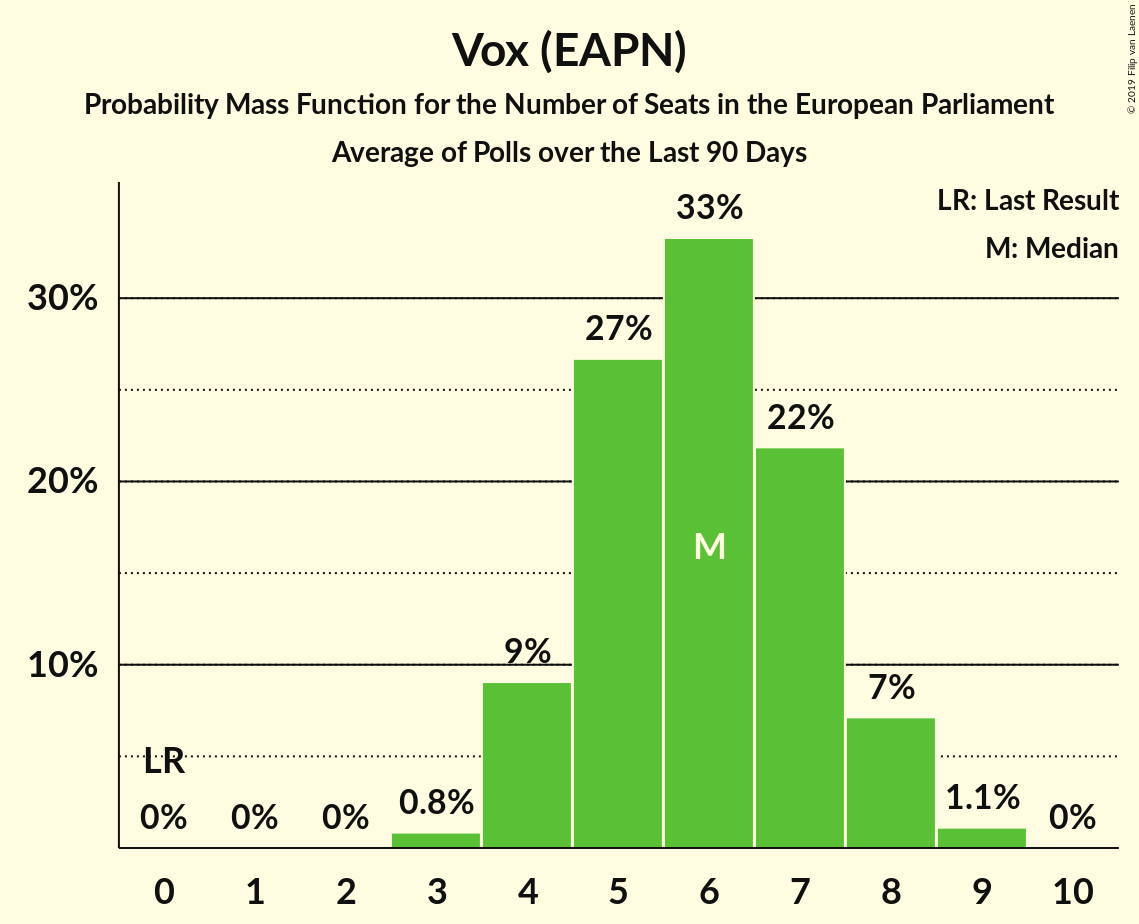 Vox (EAPN)
Probability Mass Function for the Number of Seats in the European Parliament
Average of Polls over the Last 90 Days
© 2019 Filip van Laenen
LR: Last Result
M: Median
33%
30%
27%
22%
20%
M
10%
9%
7%
LR
0%
0%
0%
0.8%
1.1%
0%
0 1 2 3 4 5 6 7 8 9 10